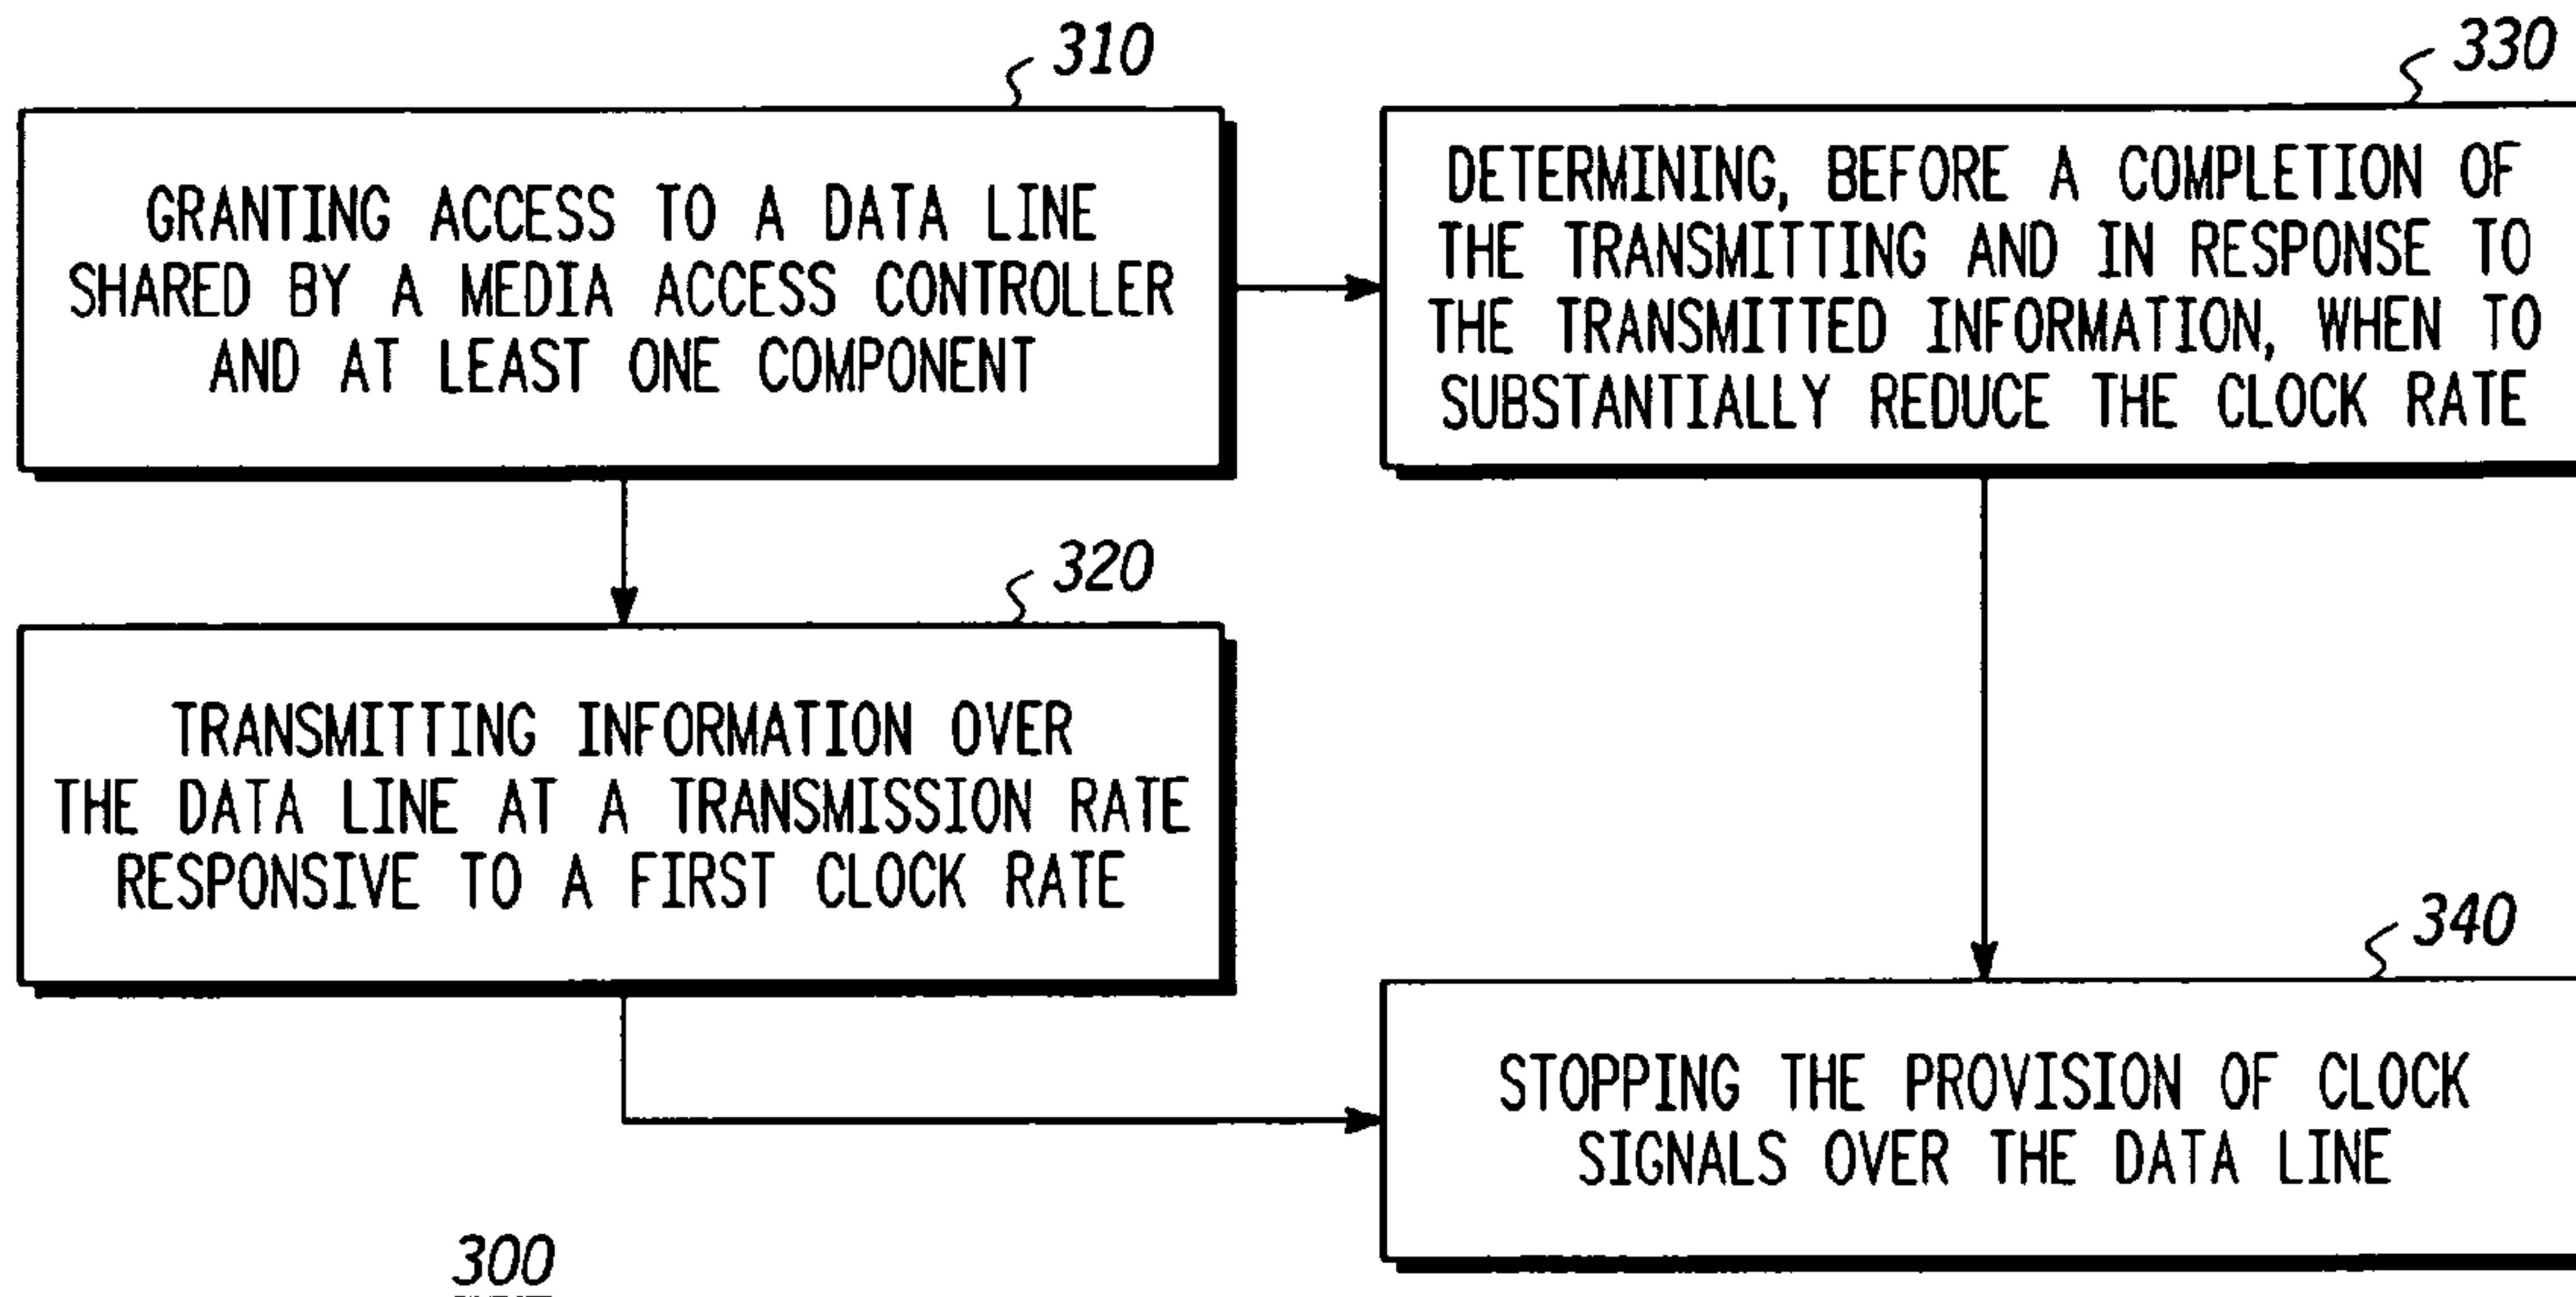 310
GRANTING ACCESS TO A DATA LINE
SHARED BY A MEDIA ACCESS CONTROLLER
AND AT LEAST ONE COMPONENT
330
DETERMINING, BEFORE A COMPLETION OF
THE TRANSMITTING AND IN RESPONSE TO
THE TRANSMITTED INFORMATION, WHEN TO
SUBSTANTIALLY REDUCE THE CLOCK RATE
320
TRANSMITTING INFORMATION OVER
THE DATA LINE AT A TRANSMISSION RATE
RESPONSIVE TO A FIRST CLOCK RATE
340
STOPPING THE PROVISION OF CLOCK
SIGNALS OVER THE DATA LINE
300